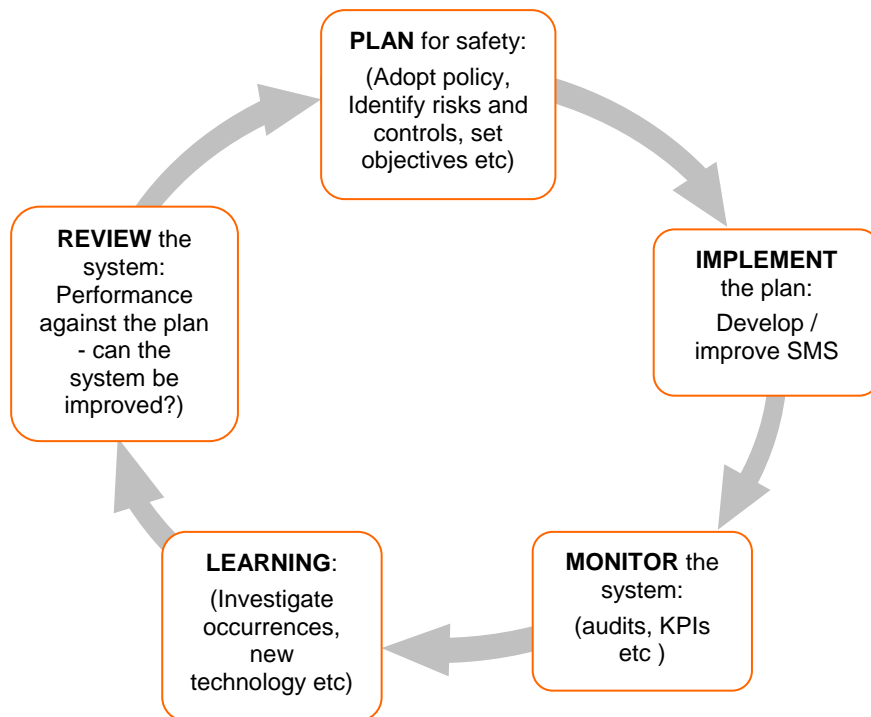 PLAN for safety:
(Adopt policy,
Identify risks and
controls, set
objectives etc)
IMPLEMENT
the plan:
Develop /
improve SMS
MONITOR the
system:
(audits, KPIs
etc )
LEARNING:
(Investigate
occurrences,
new
technology etc)
REVIEW the
system:
Performance
against the plan
- can the
system be
improved?)